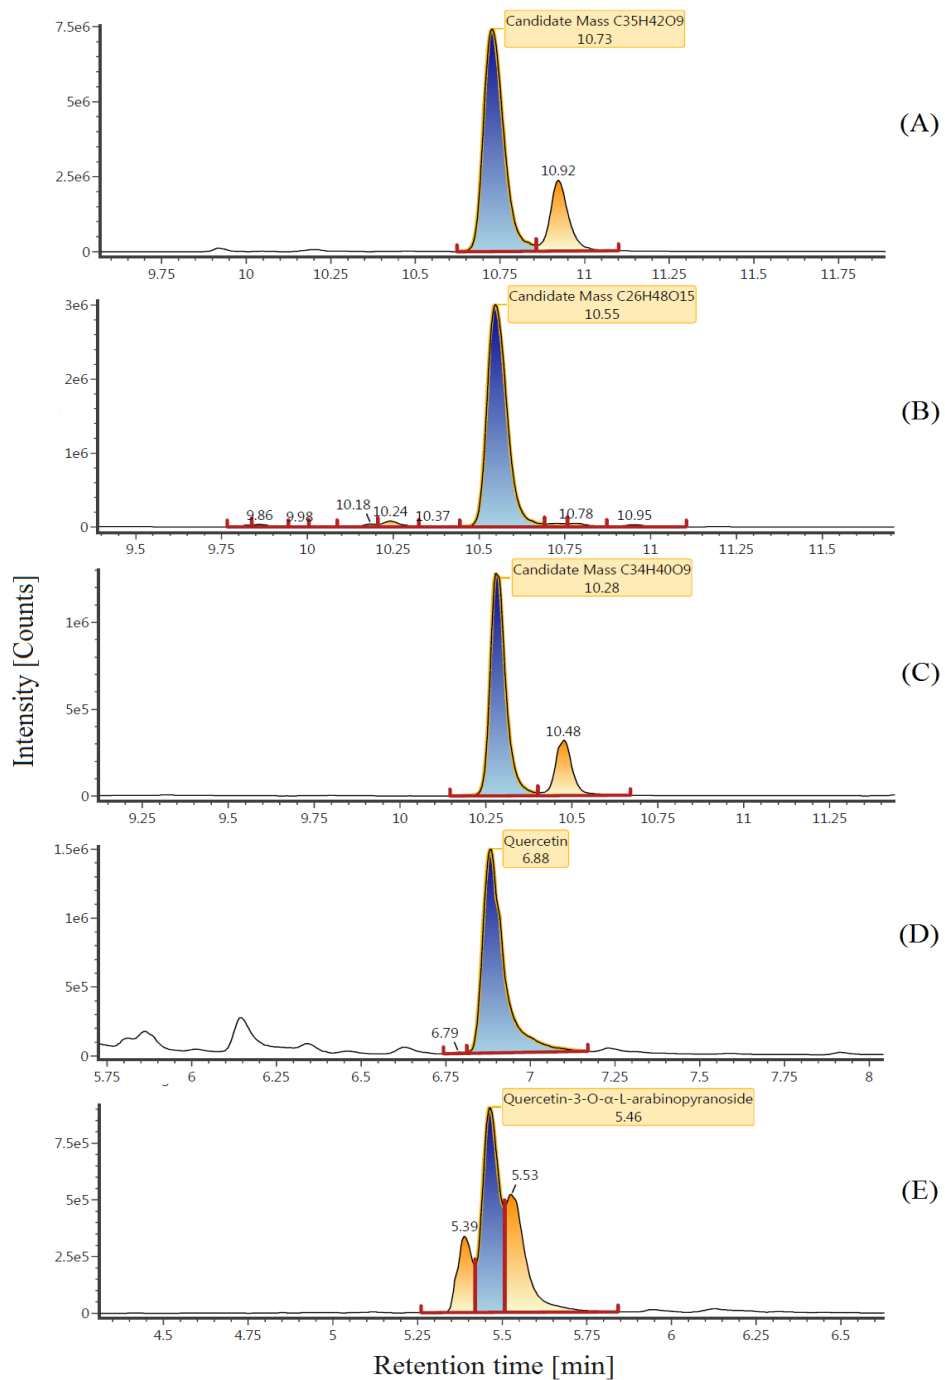 Candidate Mass C35H42O9
10.73
7.5e6
5e6
2.5e6
0
10.92
(A)
9.75 10 10.25 10.5 10.75 11 11.25 11.5 11.75
Candidate Mass C26H48O15
10.55
3e6
2e6
1e6
0
9.86 9.98 10.18 10.24 10.37 10.78 10.95
(B)
9.5 9.75 10 10.25 10.5 10.75 11 11.25 11.5
Candidate Mass C34H40O9
10.28
1e6
5e5
0
10.48
(C)
9.25 9.5 9.75 10 10.25 10.5 10.75 11 11.25
Intensity [Counts]
Quercetin
6.88
1.5e6
1e6
5e5
0
6.79
(D)
5.75 6 6.25 6.5 6.75 7 7.25 7.5 7.75 8
Quercetin-3-O-α-L-arabinopyranoside
5.46
7.5e5
5e5
2.5e5
0
5.39
5.53
(E)
4.5 4.75 5 5.25 5.5 5.75 6 6.25 6.5
Retention time [min]